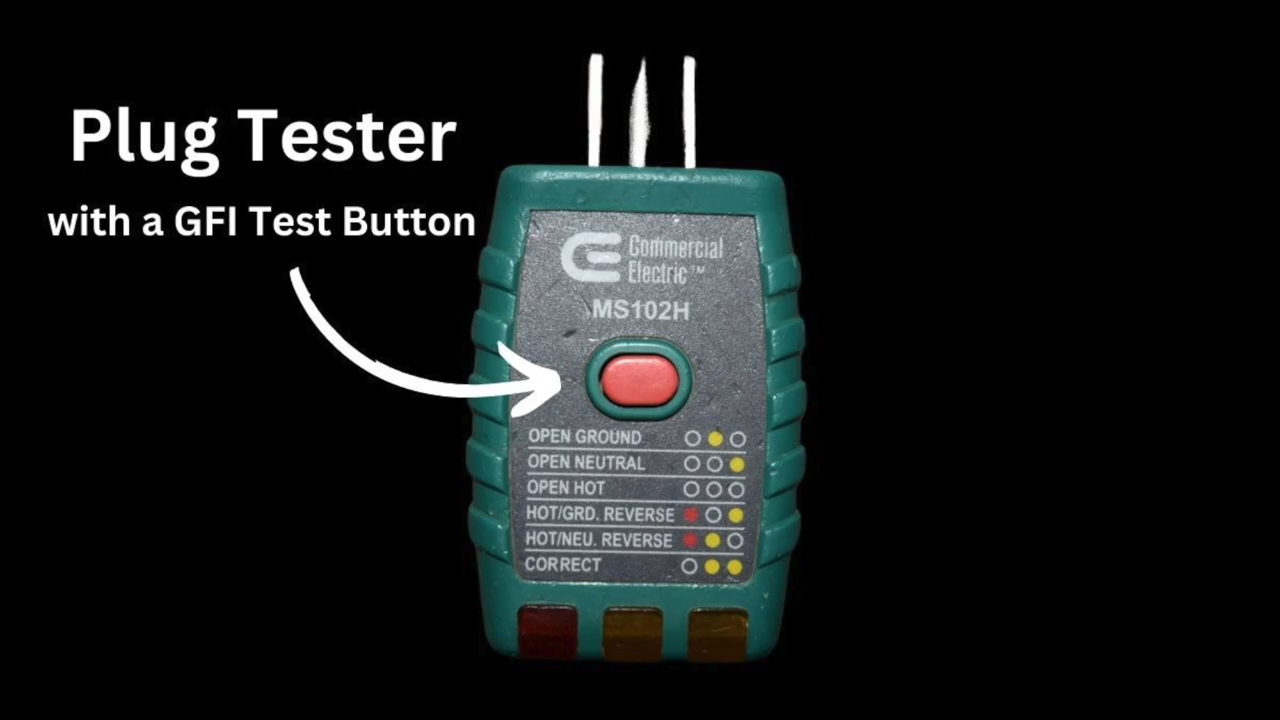 Plug Tester
with a GFI Test Button
Commercial
Electric™
MS102H
OPEN GROUND
OPEN NEUTRAL
OPEN HOT
HOT/GRD. REVERSE
HOT/NEU. REVERSE
CORRECT